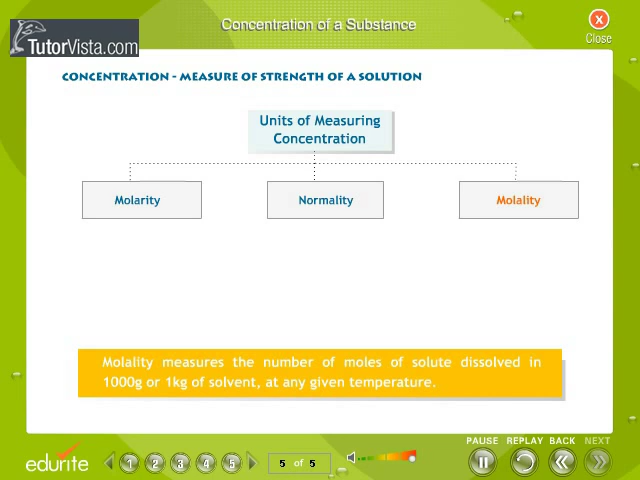 Concentration of a Substance
X
Close
TutorVista.com
CONCENTRATION - MEASURE OF STRENGTH OF A SOLUTION
Units of Measuring
Concentration
Molarity
Normality
Molality
Molality measures the number of moles of solute dissolved in
1000g or 1kg of solvent, at any given temperature.
PAUSE REPLAY BACK NEXT
edurite
1 2 3 4 5
5 of 5